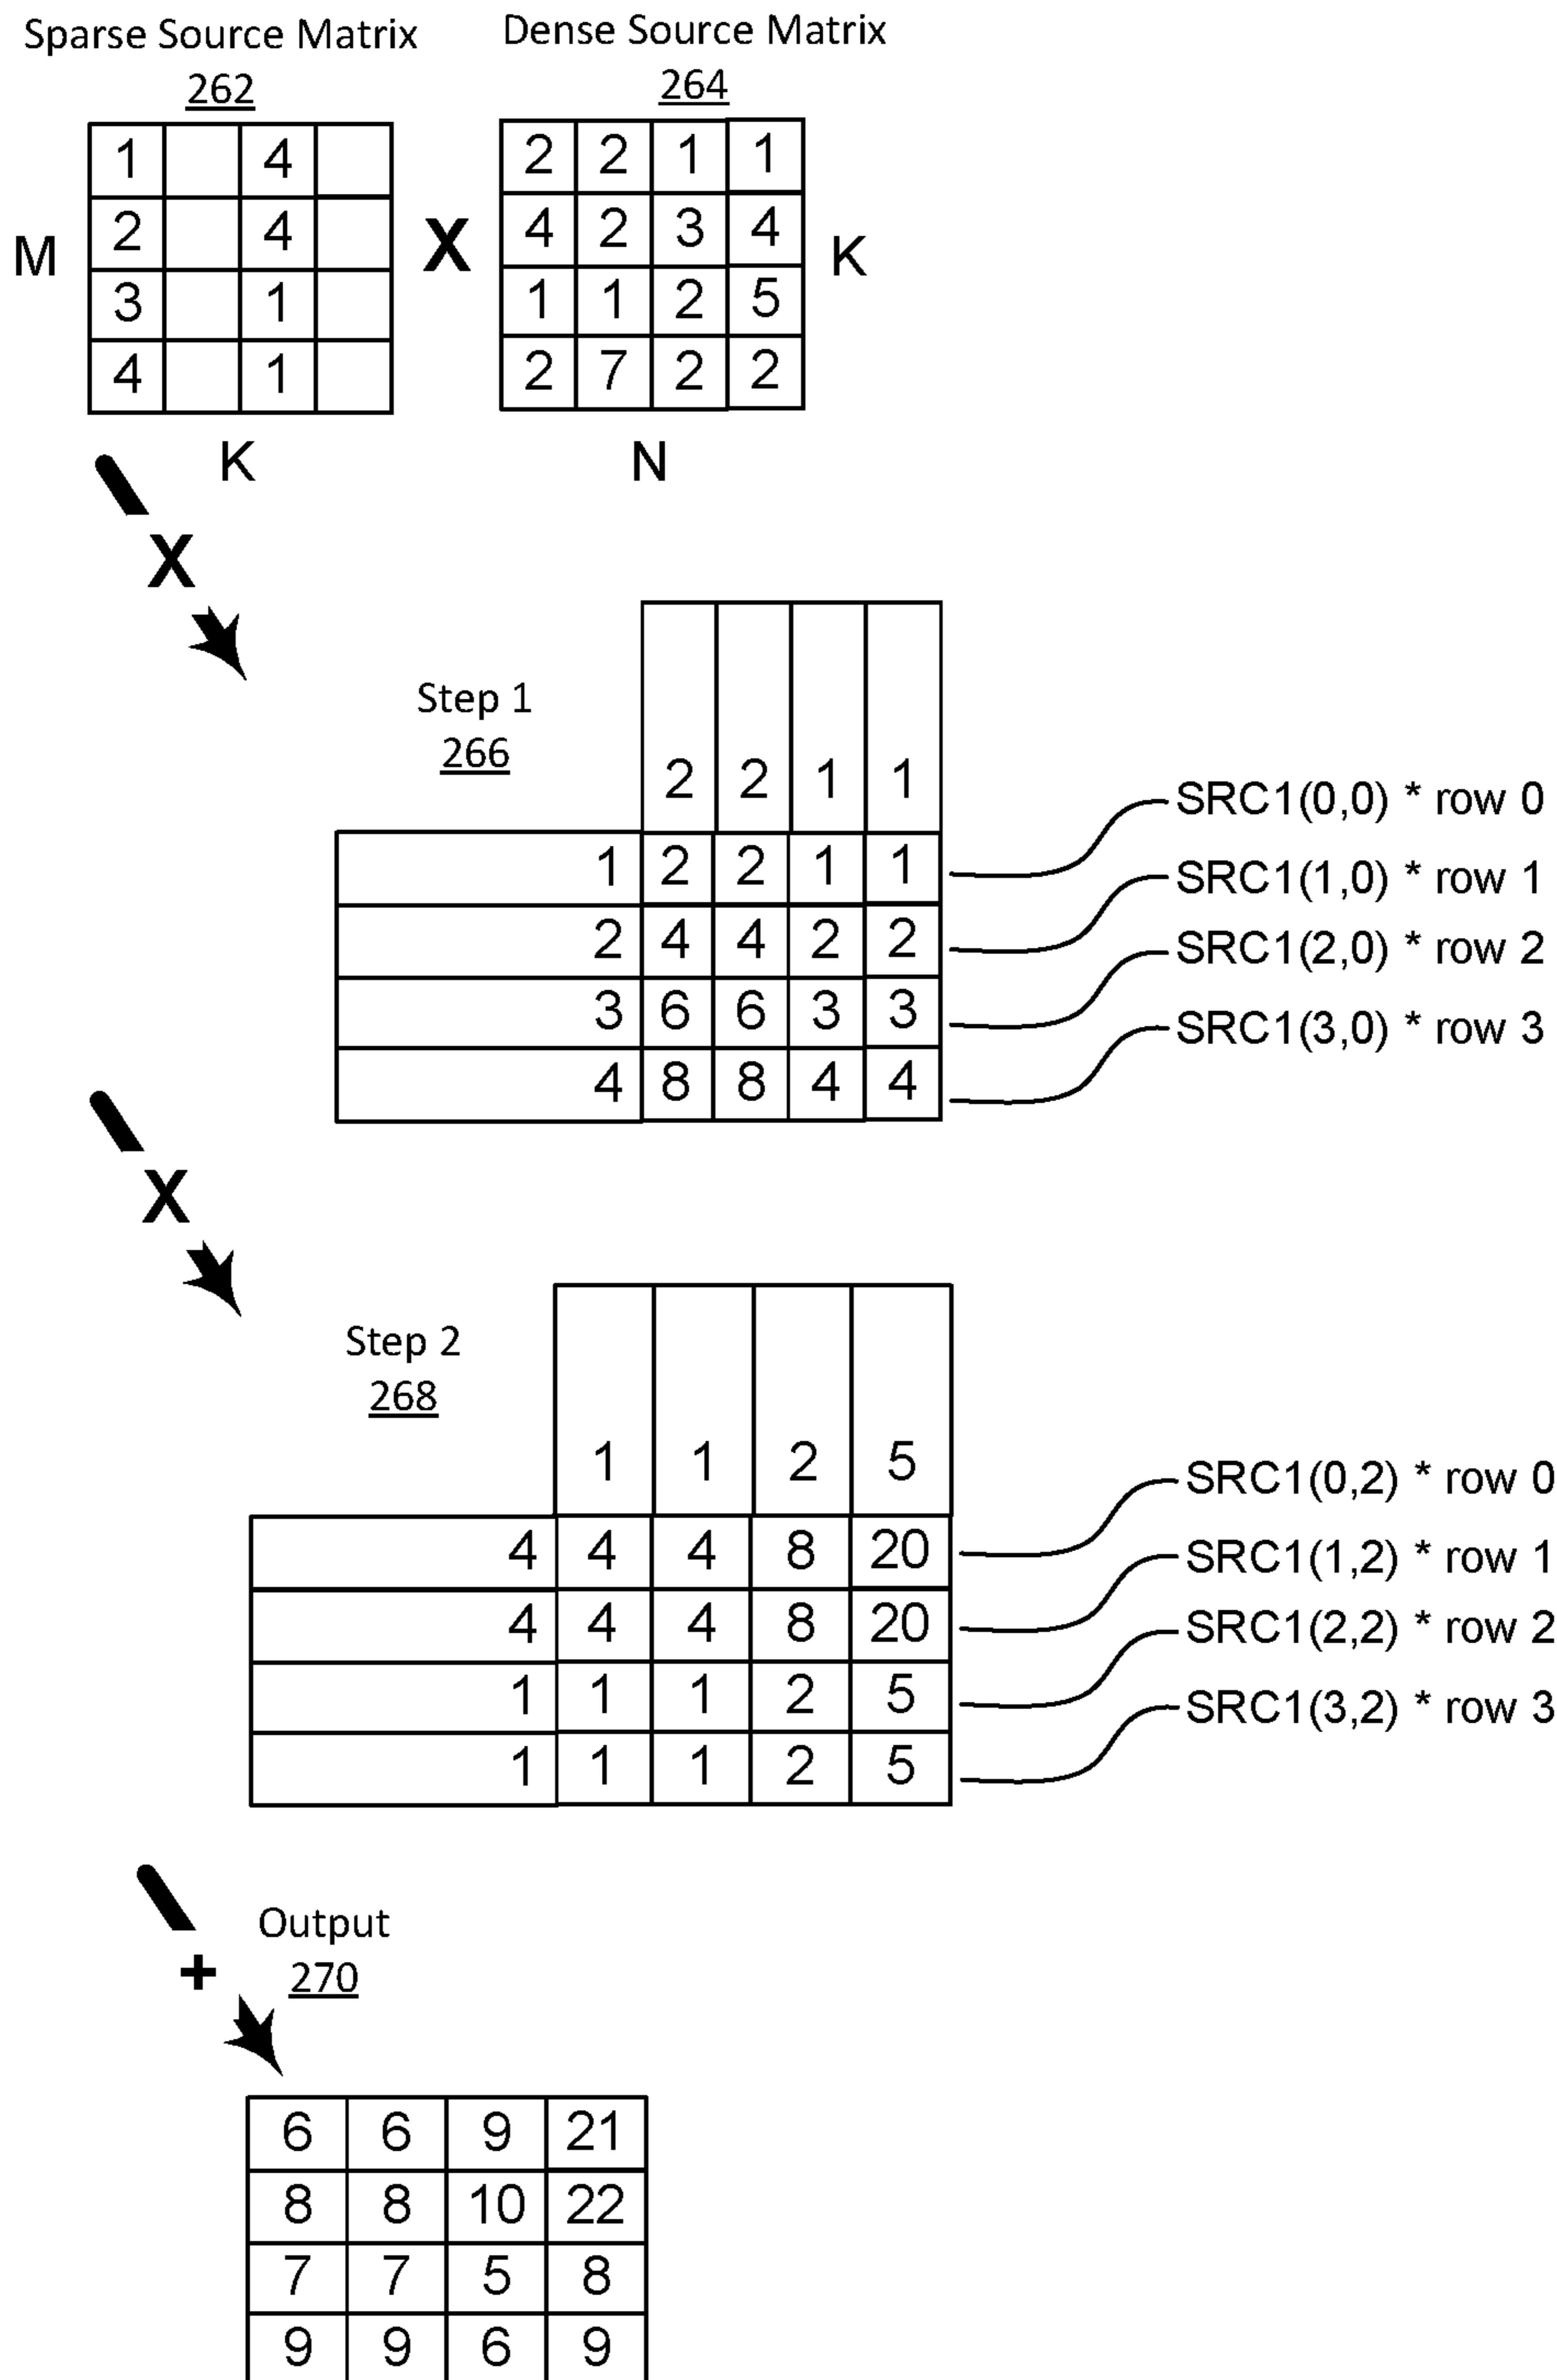 Sparse Source Matrix
262
Dense Source Matrix
264
1 4
2 4
3 1
4 1
M
K
X
2 2 1 1
4 2 3 4
1 1 2 5
2 7 2 2
K
N
X
Step 1
266
2 2 1 1
1 2 2 1 1
2 4 4 2 2
3 6 6 3 3
4 8 8 4 4
SRC1(0,0) * row 0
SRC1(1,0) * row 1
SRC1(2,0) * row 2
SRC1(3,0) * row 3
X
Step 2
268
1 1 2 5
4 4 4 8 20
4 4 4 8 20
1 1 1 2 5
1 1 1 2 5
SRC1(0,2) * row 0
SRC1(1,2) * row 1
SRC1(2,2) * row 2
SRC1(3,2) * row 3
+
Output
270
6 6 9 21
8 8 10 22
7 7 5 8
9 9 6 9